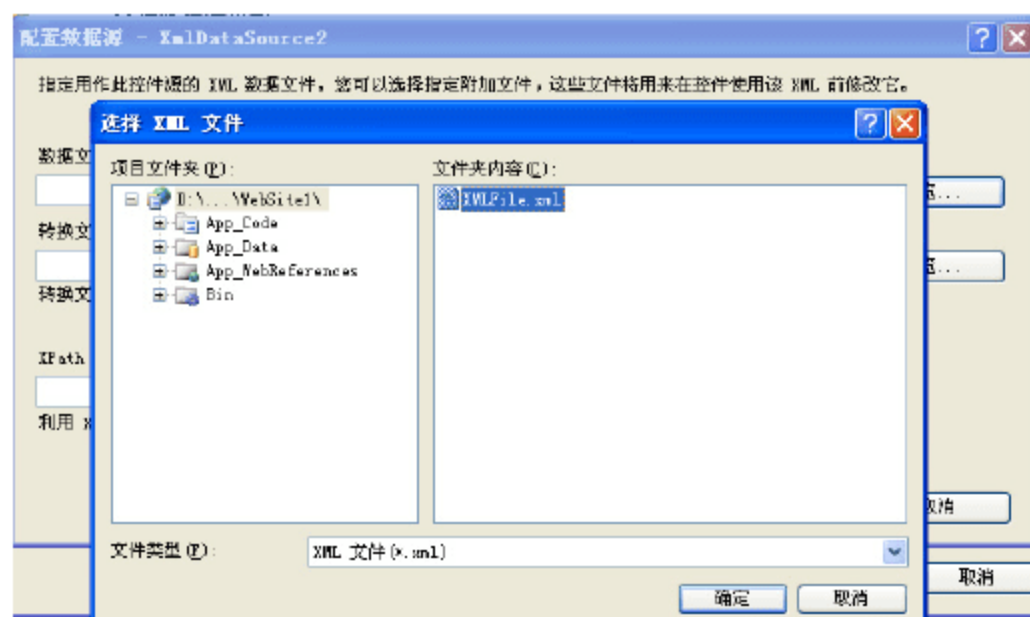 配置数据源 - XmlDataSource2
指定用作此控件源的 XML 数据文件。您可以选择指定附加文件，这些文件将用来在控件使用该 XML 前修改它。
选择 XML 文件
数据文
项目文件夹(P):
文件夹内容(C):
D:\...\WebSite1\
XMLFile.xml
App_Code
转换文
App_Data
App_WebReferences
Bin
转换文
XPath
利用 X
取消
文件类型(F):
XML 文件(*.xml)
取消
确定
取消